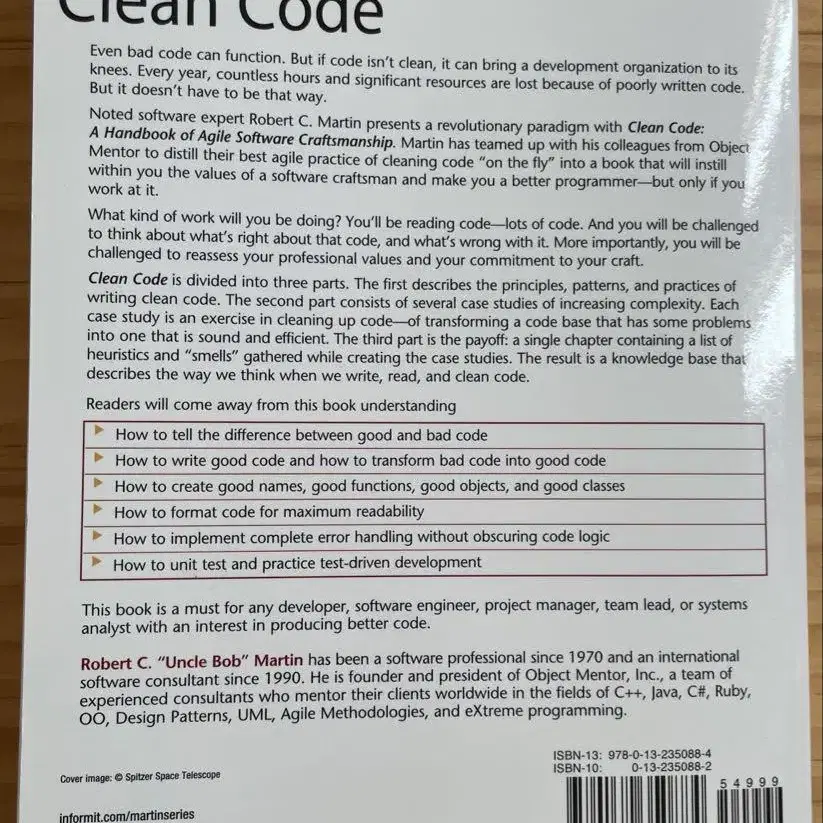 Clean Code
Even bad code can function. But if code isn't clean, it can bring a development organization to its
knees. Every year, countless hours and significant resources are lost because of poorly written code.
But it doesn't have to be that way.
Noted software expert Robert C. Martin presents a revolutionary paradigm with Clean Code:
A Handbook of Agile Software Craftsmanship. Martin has teamed up with his colleagues from Object
Mentor to distill their best agile practice of cleaning code “on the fly” into a book that will instill
within you the values of a software craftsman and make you a better programmer—but only if you
work at it.
What kind of work will you be doing? You'll be reading code—lots of code. And you will be challenged
to think about what's right about that code, and what's wrong with it. More importantly, you will be
challenged to reassess your professional values and your commitment to your craft.
Clean Code is divided into three parts. The first describes the principles, patterns, and practices of
writing clean code. The second part consists of several case studies of increasing complexity. Each
case study is an exercise in cleaning up code—of transforming a code base that has some problems
into one that is sound and efficient. The third part is the payoff: a single chapter containing a list of
heuristics and “smells” gathered while creating the case studies. The result is a knowledge base that
describes the way we think when we write, read, and clean code.
Readers will come away from this book understanding
How to tell the difference between good and bad code
How to write good code and how to transform bad code into good code
How to create good names, good functions, good objects, and good classes
How to format code for maximum readability
How to implement complete error handling without obscuring code logic
How to unit test and practice test-driven development
This book is a must for any developer, software engineer, project manager, team lead, or systems
analyst with an interest in producing better code.
Robert C. “Uncle Bob” Martin has been a software professional since 1970 and an international
software consultant since 1990. He is founder and president of Object Mentor, Inc., a team of
experienced consultants who mentor their clients worldwide in the fields of C++, Java, C#, Ruby,
OO, Design Patterns, UML, Agile Methodologies, and eXtreme programming.
ISBN-13: 978-0-13-235088-4
ISBN-10: 0-13-235088-2
54999
Cover image: © Spitzer Space Telescope
informit.com/martinseries